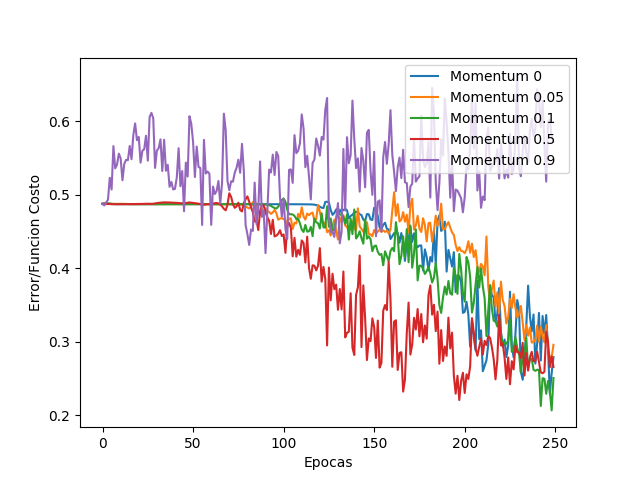 Momentum 0
Momentum 0.05
Momentum 0.1
Momentum 0.5
Momentum 0.9
0.6
0.5
0.4
0.3
0.2
Error/Funcion Costo
0 50 100 150 200 250
Epocas